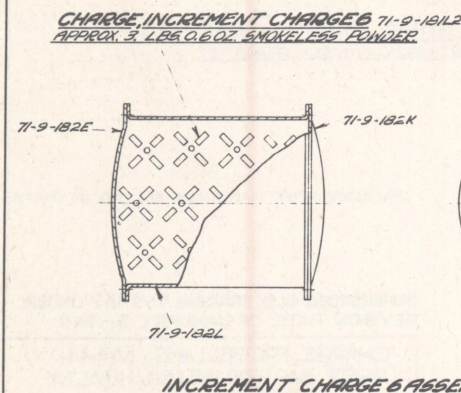 CHARGE, INCREMENT CHARGE 6 71-9-181L2
APPROX. 3 LBS. 0.6 OZ. SMOKELESS POWDER
71-9-182E
71-9-182K
71-9-182L
INCREMENT CHARGE 6 ASSE